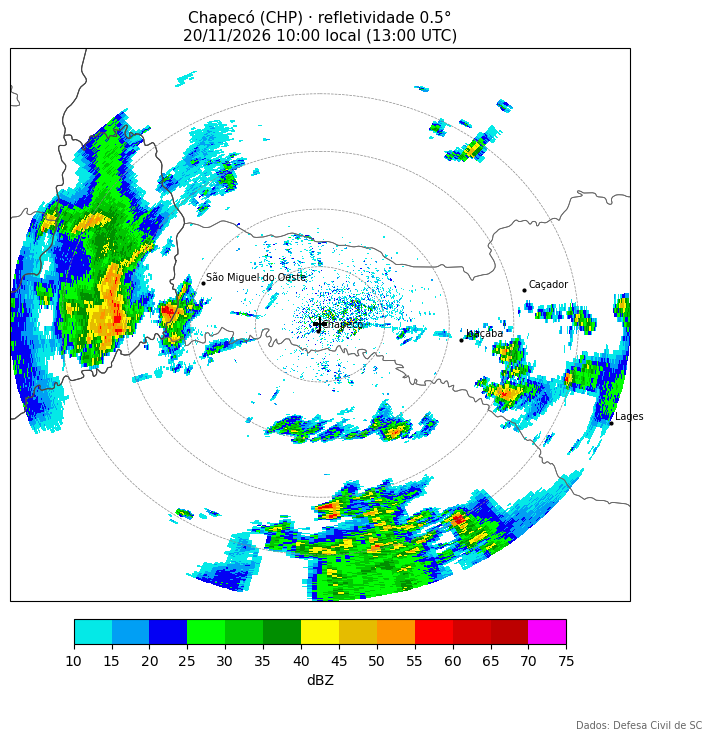 Chapecó (CHP) · refletividade 0.5°
20/11/2026 10:00 local (13:00 UTC)
São Miguel do Oeste
Caçador
Chapecó
Joaçaba
Lages
10 15 20 25 30 35 40 45 50 55 60 65 70 75
dBZ
Dados: Defesa Civil de SC